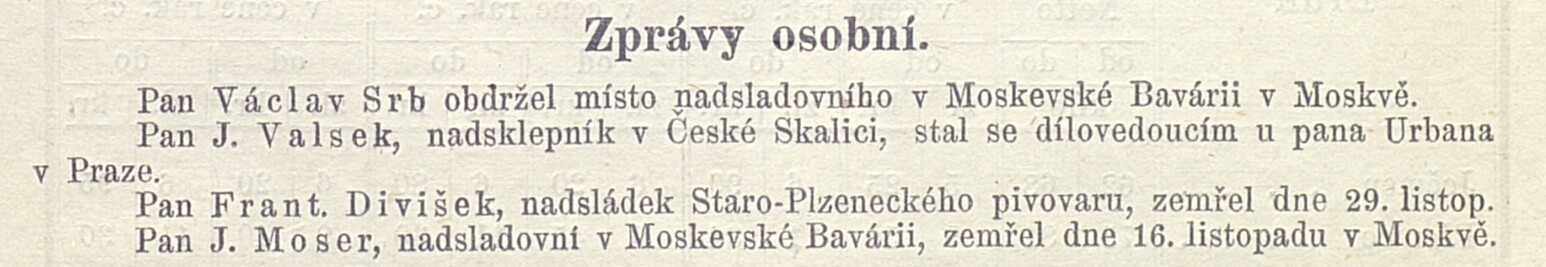 Zprávy osobní.
Pan Václav Srb obdržel místo nadsladovního v Moskevské Bavárii v Moskvě.
Pan J. Valsek, nadsklepník v České Skalici, stal se dílovedoucím u pana Urbana
v Praze.
Pan Frant. Divišek, nadsládek Staro-Plzeneckého pivovaru, zemřel dne 29. listop.
Pan J. Moser, nadsladovní v Moskevské Bavárii, zemřel dne 16. listopadu v Moskvě.